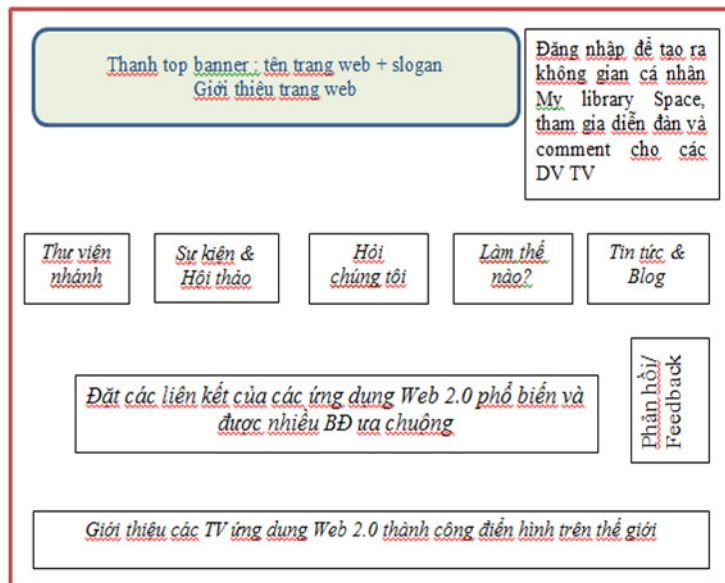 Thanh top banner : tên trang web + slogan
Giới thiệu trang web
Đăng nhập để tạo ra
không gian cá nhân
My library Space,
tham gia diễn đàn và
comment cho các
DV TV
Thư viện
nhánh
Sự kiện &
Hội thảo
Hỏi
chúng tôi
Làm thế
nào?
Tin tức &
Blog
Đặt các liên kết của các ứng dụng Web 2.0 phổ biến và
được nhiều BĐ ưa chuông
Phản hồi/
Feedback
Giới thiệu các TV ứng dụng Web 2.0 thành công điển hình trên thế giới